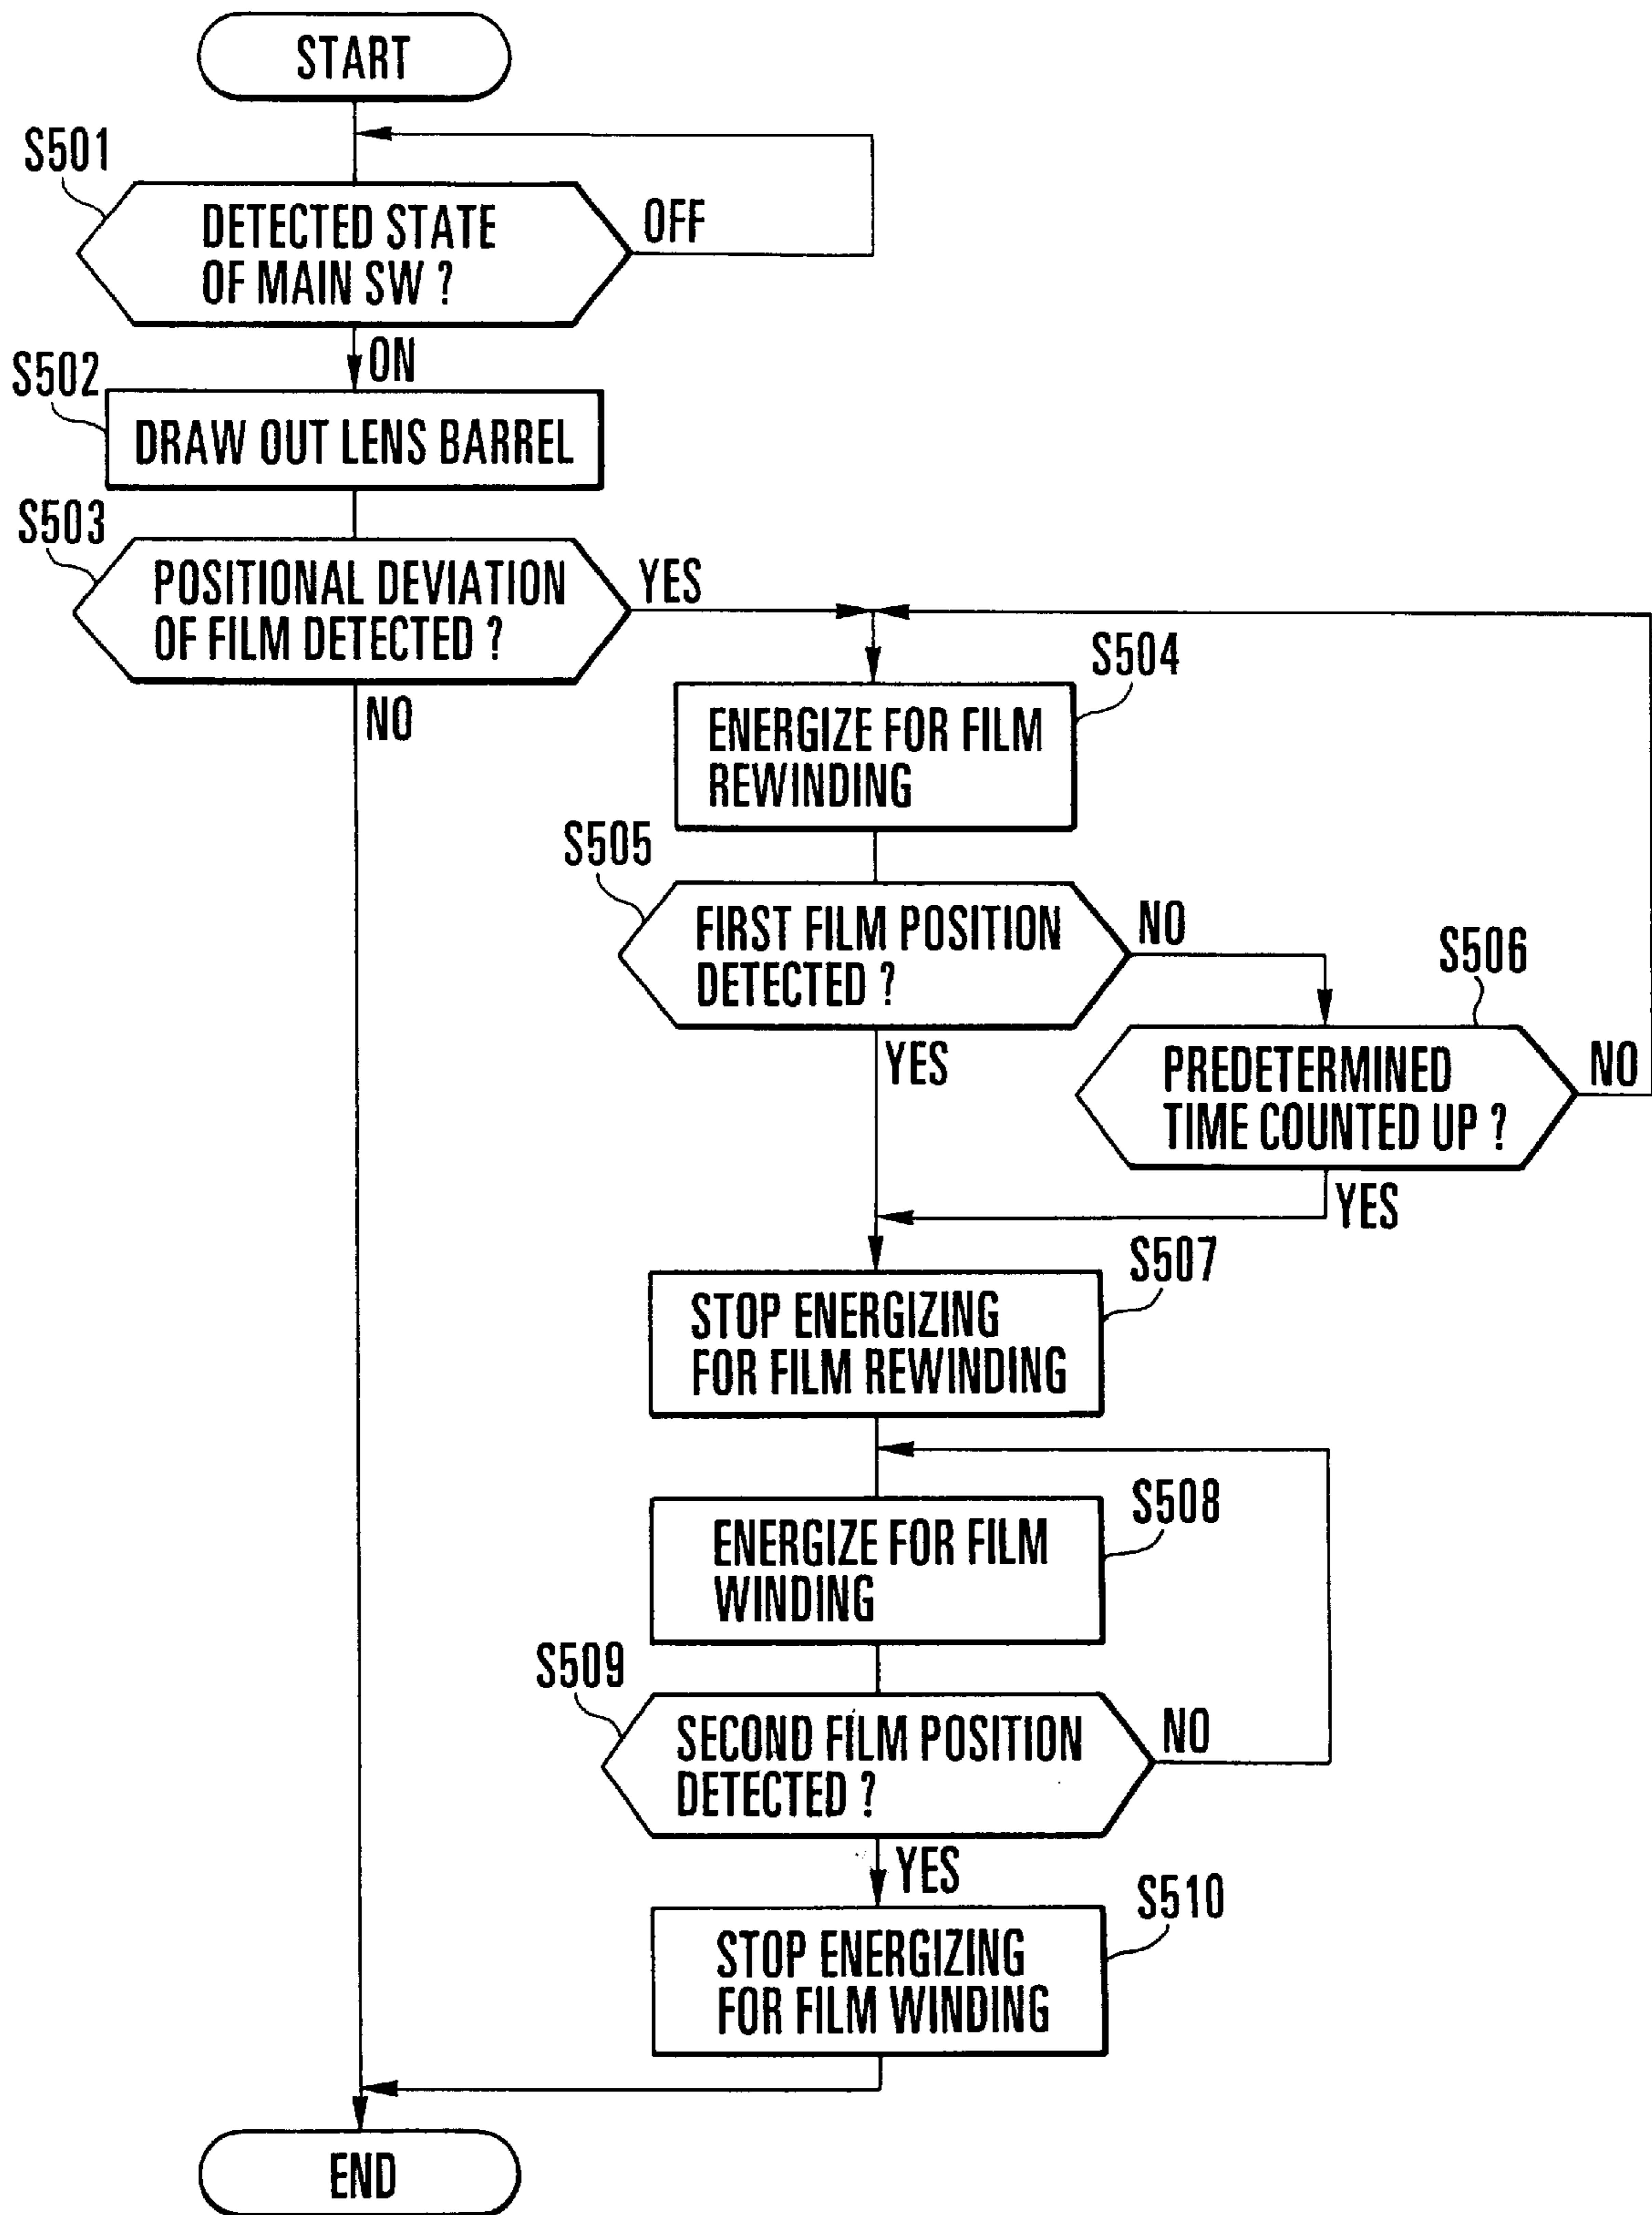 START
S501
DETECTED STATE
OF MAIN SW ?
OFF
ON
S502
DRAW OUT LENS BARREL
S503
POSITIONAL DEVIATION
OF FILM DETECTED ?
YES
NO
S504
ENERGIZE FOR FILM
REWINDING
S505
FIRST FILM POSITION
DETECTED ?
NO
YES
S506
PREDETERMINED
TIME COUNTED UP ?
NO
YES
S507
STOP ENERGIZING
FOR FILM REWINDING
S508
ENERGIZE FOR FILM
WINDING
S509
SECOND FILM POSITION
DETECTED ?
NO
YES
S510
STOP ENERGIZING
FOR FILM WINDING
END